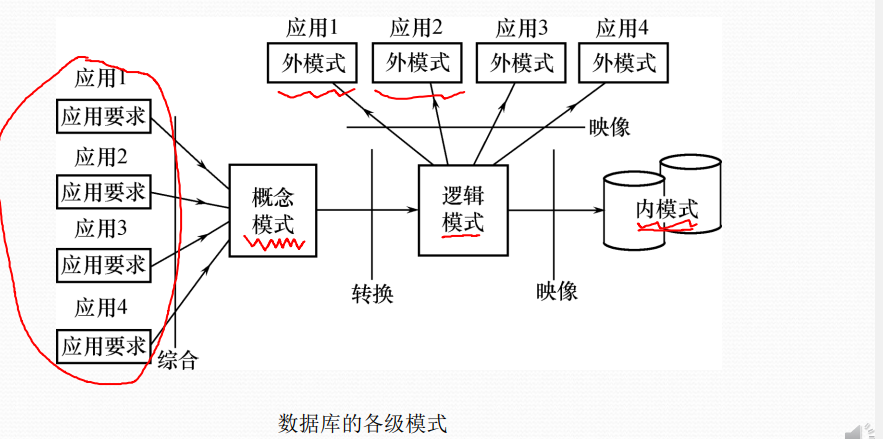 应用1 应用2 应用3 应用4
外模式 外模式 外模式 外模式
映像
应用1
应用要求
应用2
应用要求
应用3
应用要求
应用4
应用要求
综合
概念
模式
转换
逻辑
模式
映像
内模式
数据库的各级模式